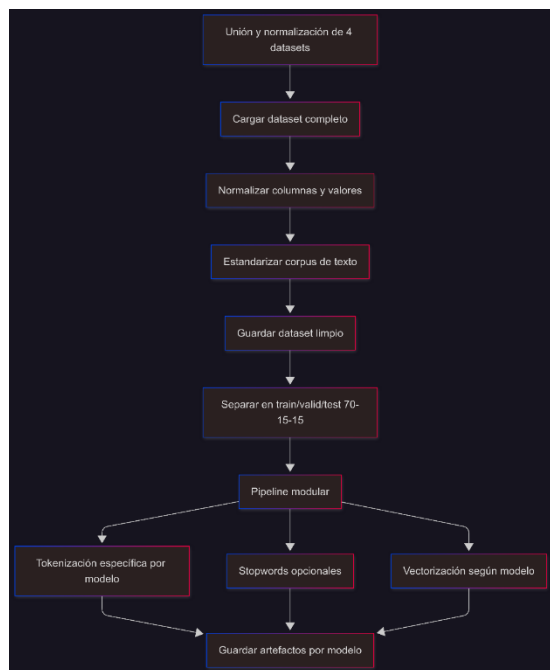 Unión y normalización de 4
datasets
Cargar dataset completo
Normalizar columnas y valores
Estandarizar corpus de texto
Guardar dataset limpio
Separar en train/valid/test 70-
15-15
Pipeline modular
Tokenización específica por
modelo
Stopwords opcionales
Vectorización según modelo
Guardar artefactos por modelo